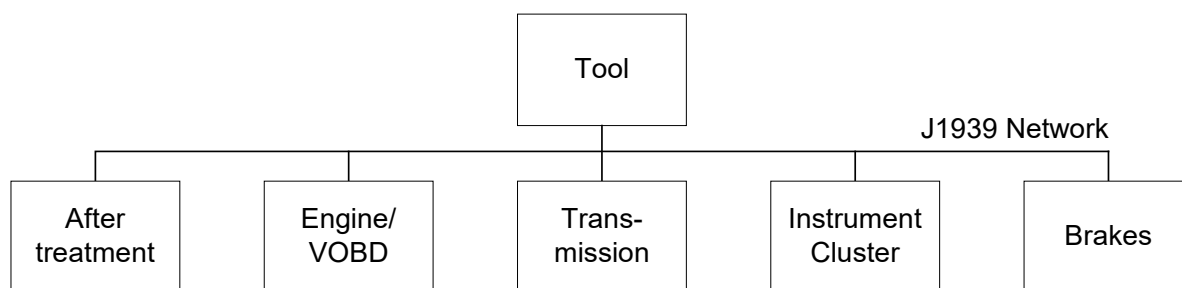 Tool
J1939 Network
After
treatment
Engine/
VOBD
Trans-
mission
Instrument
Cluster
Brakes